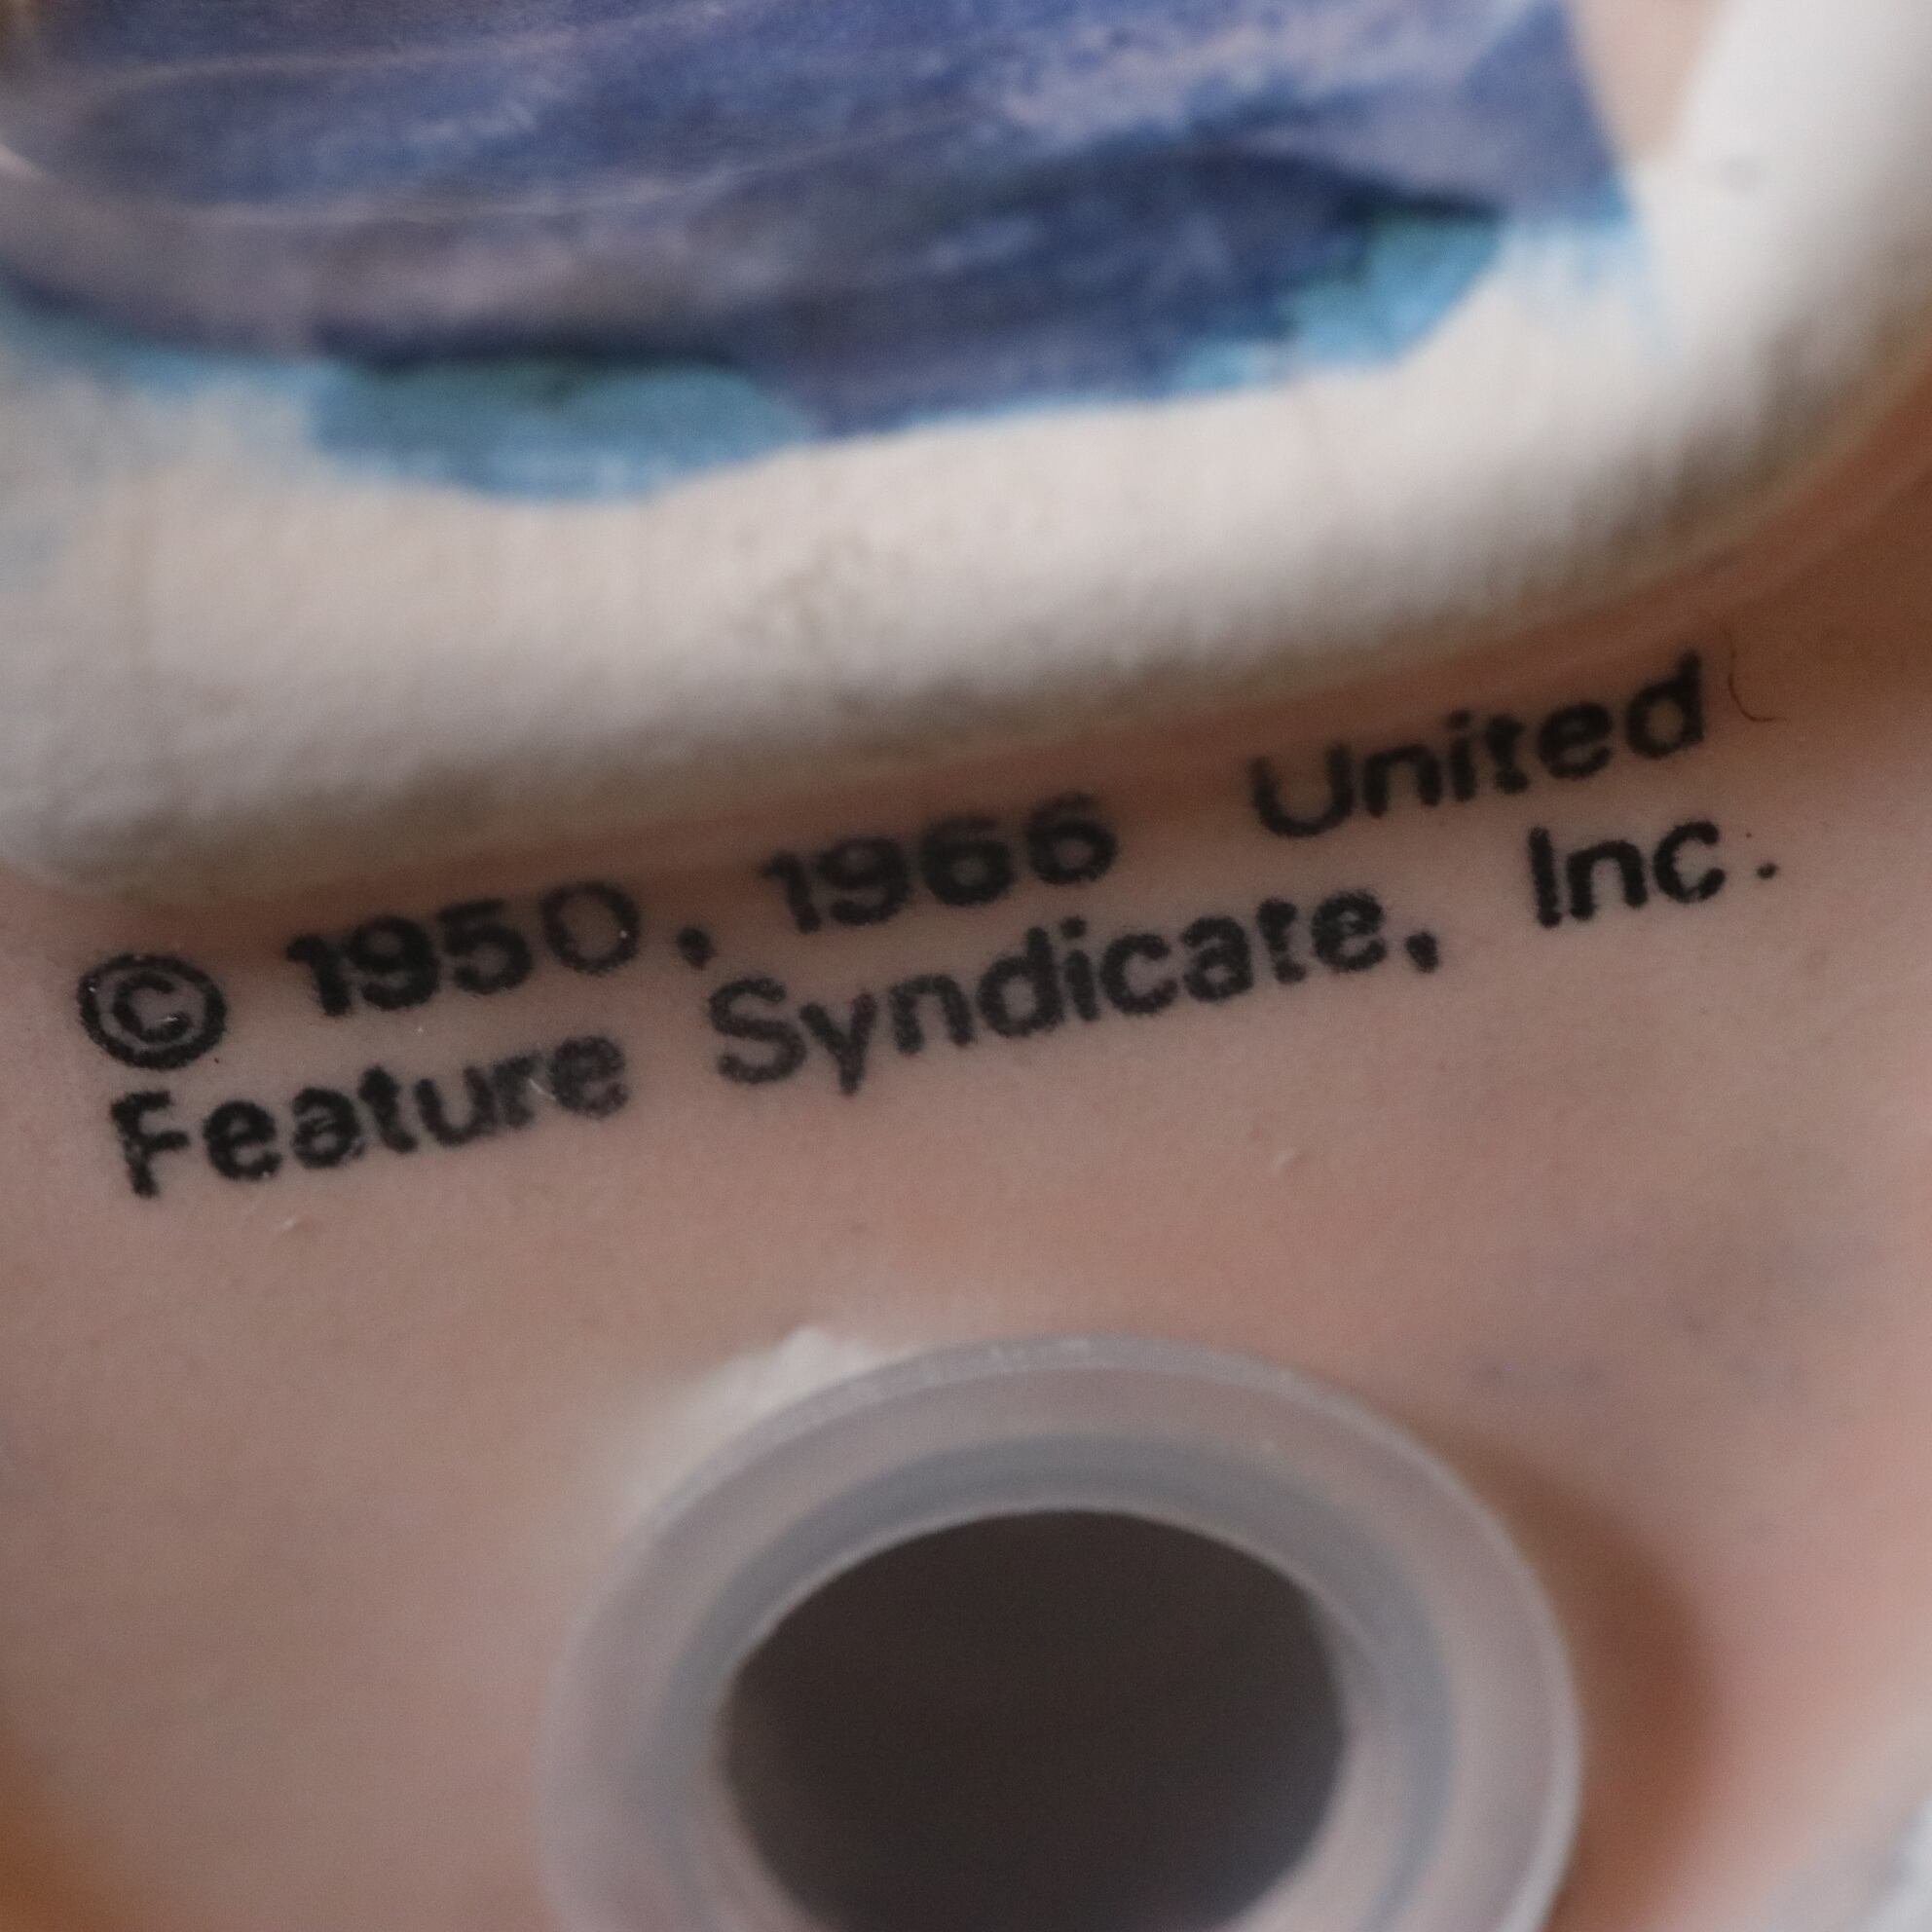 © 1950, 1966 United
Feature Syndicate, Inc.